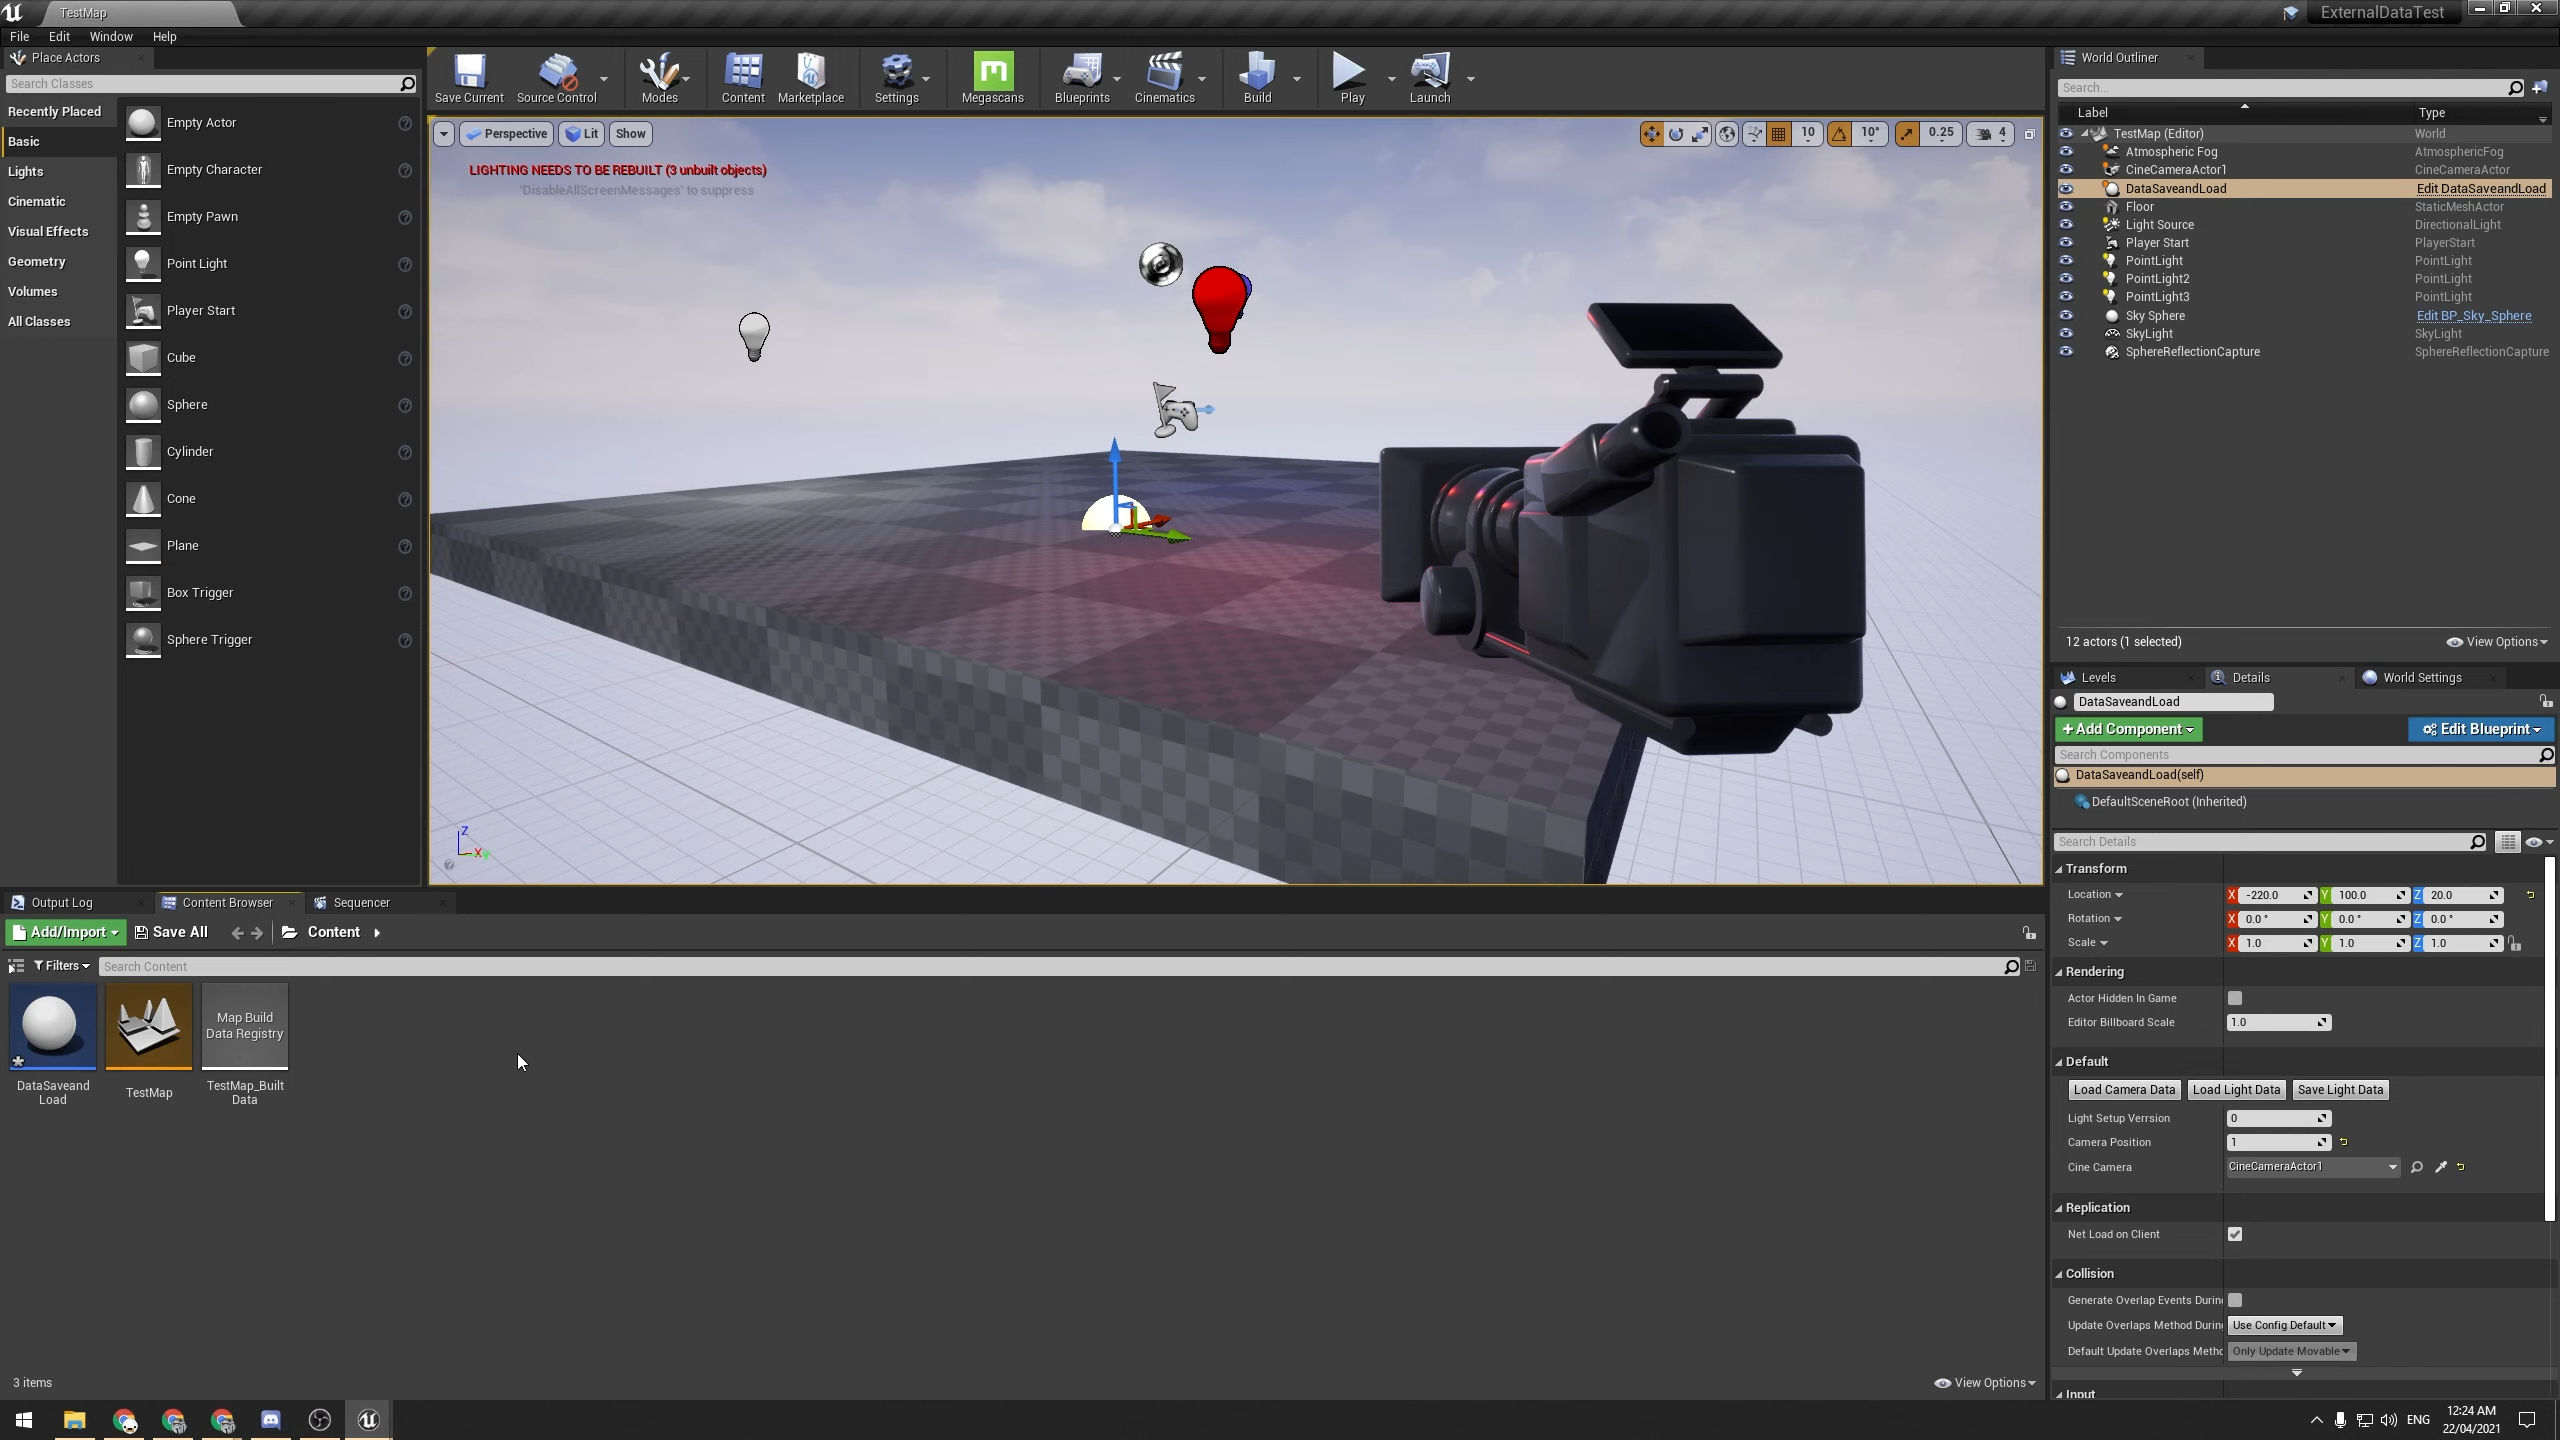 TestMap
ExternalDataTest
File Edit Window Help
Place Actors
Search Classes
Recently Placed
Basic
Lights
Cinematic
Visual Effects
Geometry
Volumes
All Classes
Empty Actor
Empty Character
Empty Pawn
Point Light
Player Start
Cube
Sphere
Cylinder
Cone
Plane
Box Trigger
Sphere Trigger
Save Current Source Control Modes Content Marketplace Settings Megascans Blueprints Cinematics Build Play Launch
Perspective Lit Show
10 10° 0.25 4
LIGHTING NEEDS TO BE REBUILT (3 unbuilt objects)
'DisableAllScreenMessages' to suppress
Z
X
World Outliner
Search...
Label Type
TestMap (Editor) World
Atmospheric Fog AtmosphericFog
CineCameraActor1 CineCameraActor
DataSaveandLoad Edit DataSaveandLoad
Floor StaticMeshActor
Light Source DirectionalLight
Player Start PlayerStart
PointLight PointLight
PointLight2 PointLight
PointLight3 PointLight
Sky Sphere Edit BP_Sky_Sphere
SkyLight SkyLight
SphereReflectionCapture SphereReflectionCapture
12 actors (1 selected) View Options
Levels Details World Settings
DataSaveandLoad
+Add Component Edit Blueprint
Search Components
DataSaveandLoad(self)
DefaultSceneRoot (Inherited)
Search Details
Transform
Location X -220.0 Y 100.0 Z 20.0
Rotation X 0.0 ° Y 0.0 ° Z 0.0 °
Scale X 1.0 Y 1.0 Z 1.0
Rendering
Actor Hidden In Game
Editor Billboard Scale 1.0
Default
Load Camera Data Load Light Data Save Light Data
Light Setup Verrsion 0
Camera Position 1
Cine Camera CineCameraActor1
Replication
Net Load on Client
Collision
Generate Overlap Events During
Update Overlaps Method During Use Config Default
Default Update Overlaps Metho Only Update Movable
Input
Output Log Content Browser Sequencer
Add/Import Save All Content
Filters Search Content
Map Build
Data Registry
DataSaveand
Load
TestMap
TestMap_Built
Data
3 items View Options
ENG
12:24 AM
22/04/2021